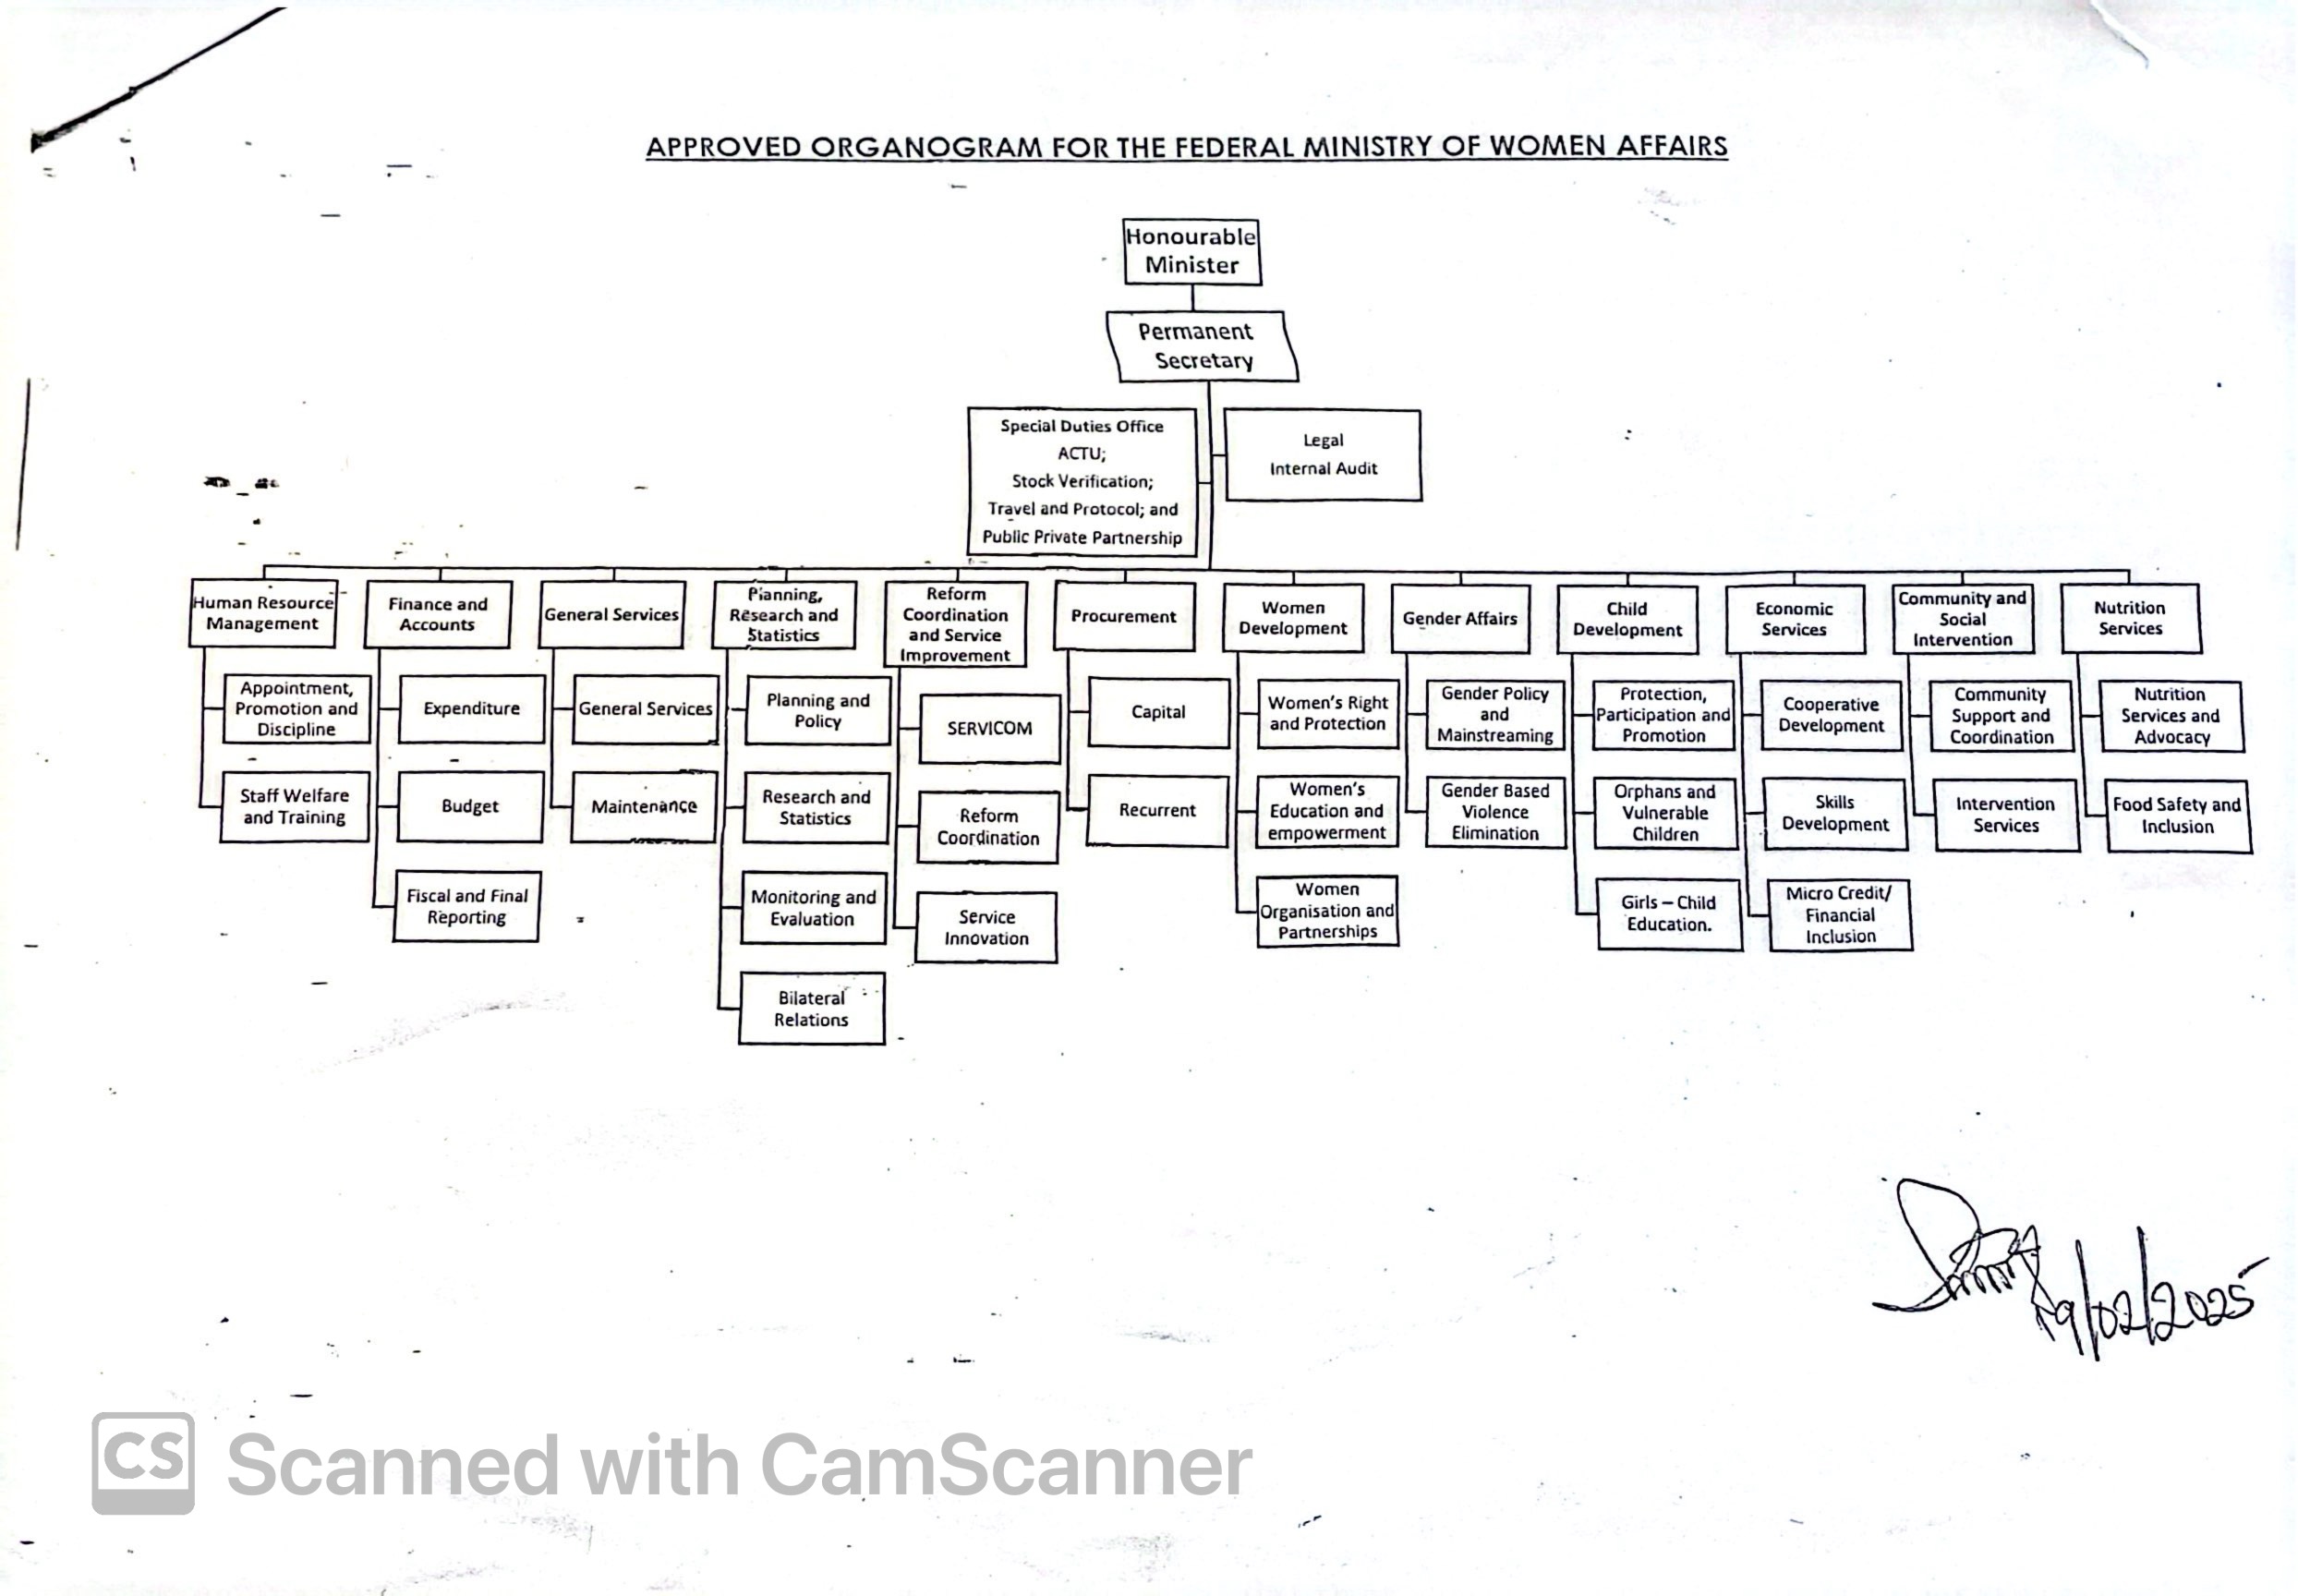 APPROVED ORGANOGRAM FOR THE FEDERAL MINISTRY OF WOMEN AFFAIRS
Honourable
Minister
Permanent
Secretary
Special Duties Office
ACTU;
Stock Verification;
Travel and Protocol; and
Public Private Partnership
Legal
Internal Audit
Human Resource
Management
Appointment,
Promotion and
Discipline
Staff Welfare
and Training
Finance and
Accounts
Expenditure
Budget
Fiscal and Final
Reporting
General Services
General Services
Maintenance
Planning,
Research and
Statistics
Planning and
Policy
Research and
Statistics
Monitoring and
Evaluation
Bilateral
Relations
Reform
Coordination
and Service
Improvement
SERVICOM
Reform
Coordination
Service
Innovation
Procurement
Capital
Recurrent
Women
Development
Women's Right
and Protection
Women's
Education and
empowerment
Women
Organisation and
Partnerships
Gender Affairs
Gender Policy
and
Mainstreaming
Gender Based
Violence
Elimination
Child
Development
Protection,
Participation and
Promotion
Orphans and
Vulnerable
Children
Girls – Child
Education.
Economic
Services
Cooperative
Development
Skills
Development
Micro Credit/
Financial
Inclusion
Community and
Social
Intervention
Community
Support and
Coordination
Intervention
Services
Nutrition
Services
Nutrition
Services and
Advocacy
Food Safety and
Inclusion
19/02/2025
CS Scanned with CamScanner